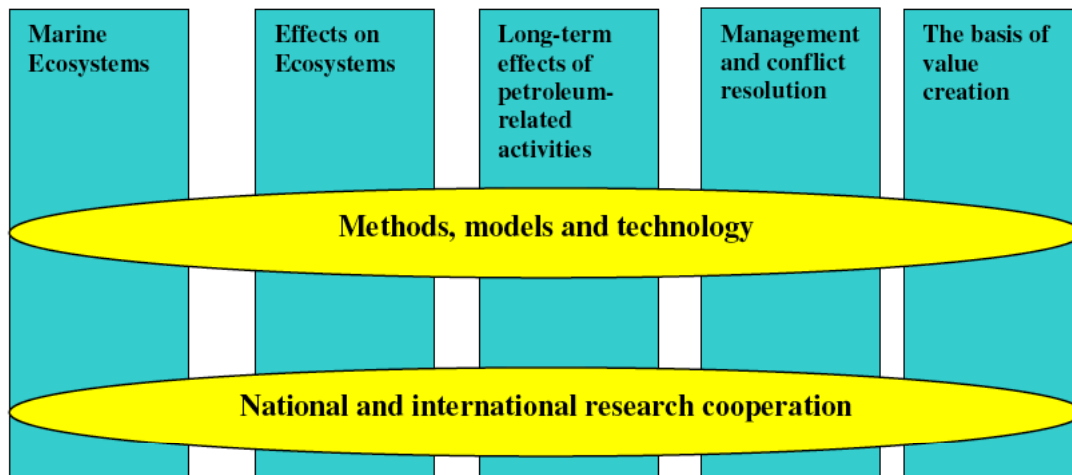 Marine
Ecosystems
Effects on
Ecosystems
Long-term
effects of
petroleum-
related
activities
Management
and conflict
resolution
The basis of
value
creation
Methods, models and technology
National and international research cooperation